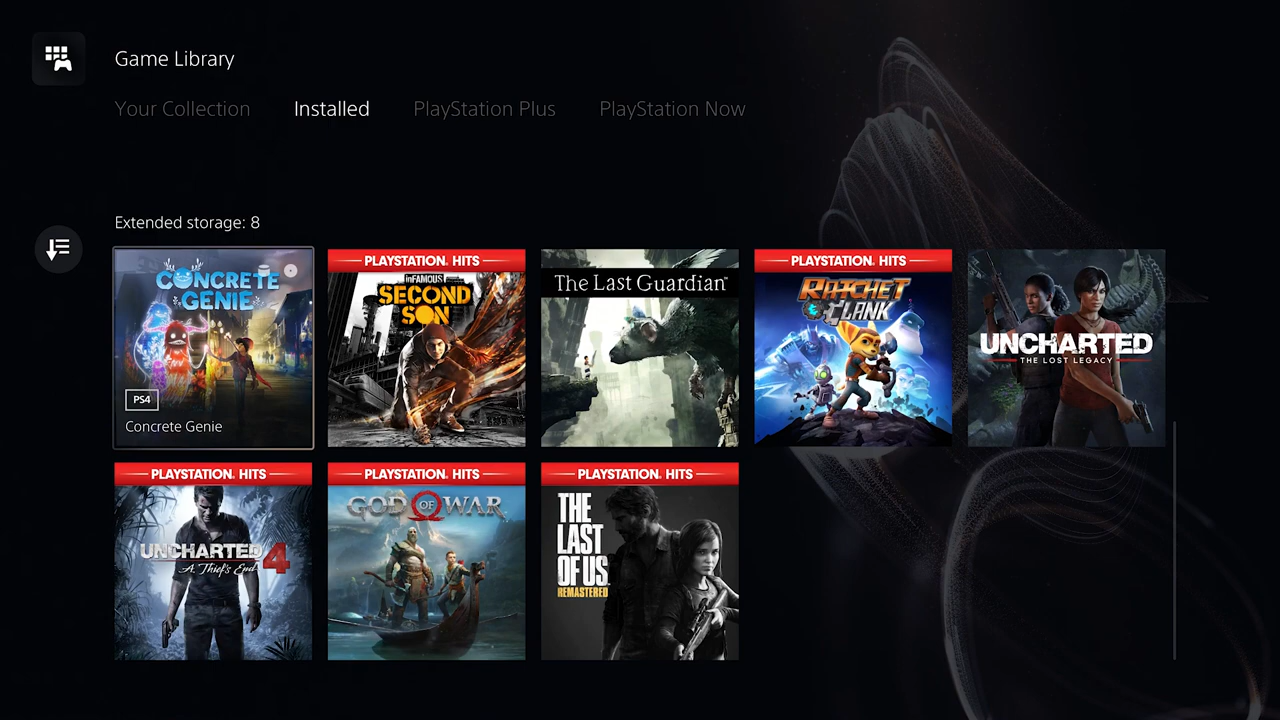 Game Library
Your Collection Installed PlayStation Plus PlayStation Now
Extended storage: 8
CONCRETE
GENIE
PS4
Concrete Genie
PLAYSTATION HITS
inFAMOUS
SECOND
SON
The Last Guardian™
PLAYSTATION HITS
RATCHET
CLANK
UNCHARTED
THE LOST LEGACY
PLAYSTATION HITS
UNCHARTED 4
A Thief's End
PLAYSTATION HITS
GOD OF WAR
PLAYSTATION HITS
THE
LAST
OF US
REMASTERED